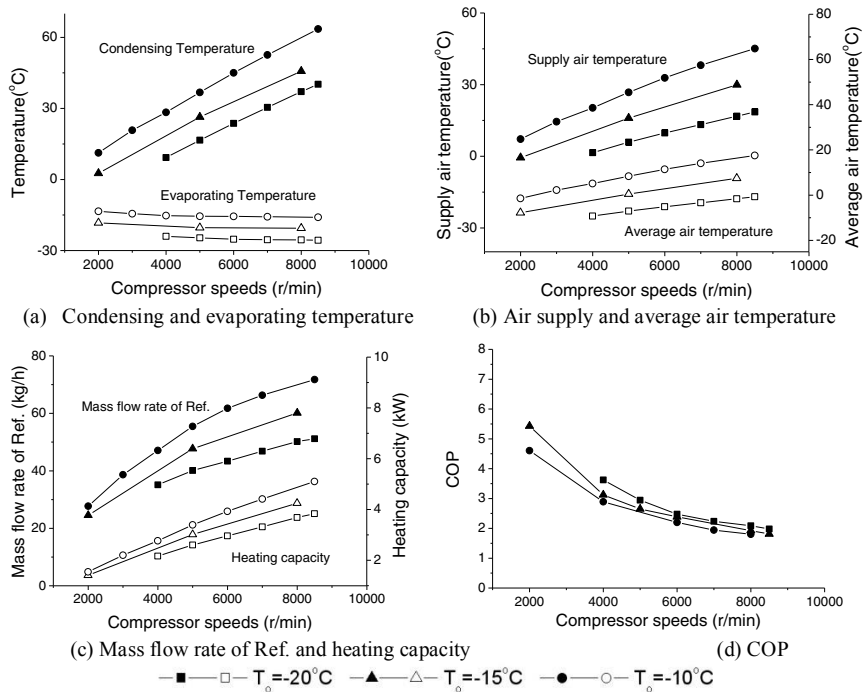 60
30
0
-30
Temperature(°C)
Condensing Temperature
Evaporating Temperature
2000 4000 6000 8000 10000
Compressor speeds (r/min)
(a) Condensing and evaporating temperature
60
30
0
-30
Supply air temperature(°C)
Supply air temperature
Average air temperature
80
60
40
20
0
-20
Average air temperature(°C)
2000 4000 6000 8000 10000
Compressor speeds (r/min)
(b) Air supply and average air temperature
80
60
40
20
0
Mass flow rate of Ref. (kg/h)
Mass flow rate of Ref.
Heating capacity
10
8
6
4
2
Heating capacity (kW)
2000 4000 6000 8000 10000
Compressor speeds (r/min)
(c) Mass flow rate of Ref. and heating capacity
8
7
6
5
4
3
2
1
0
COP
2000 4000 6000 8000 10000
Compressor speeds (r/min)
(d) COP
T₀=-20°C T₀=-15°C T₀=-10°C